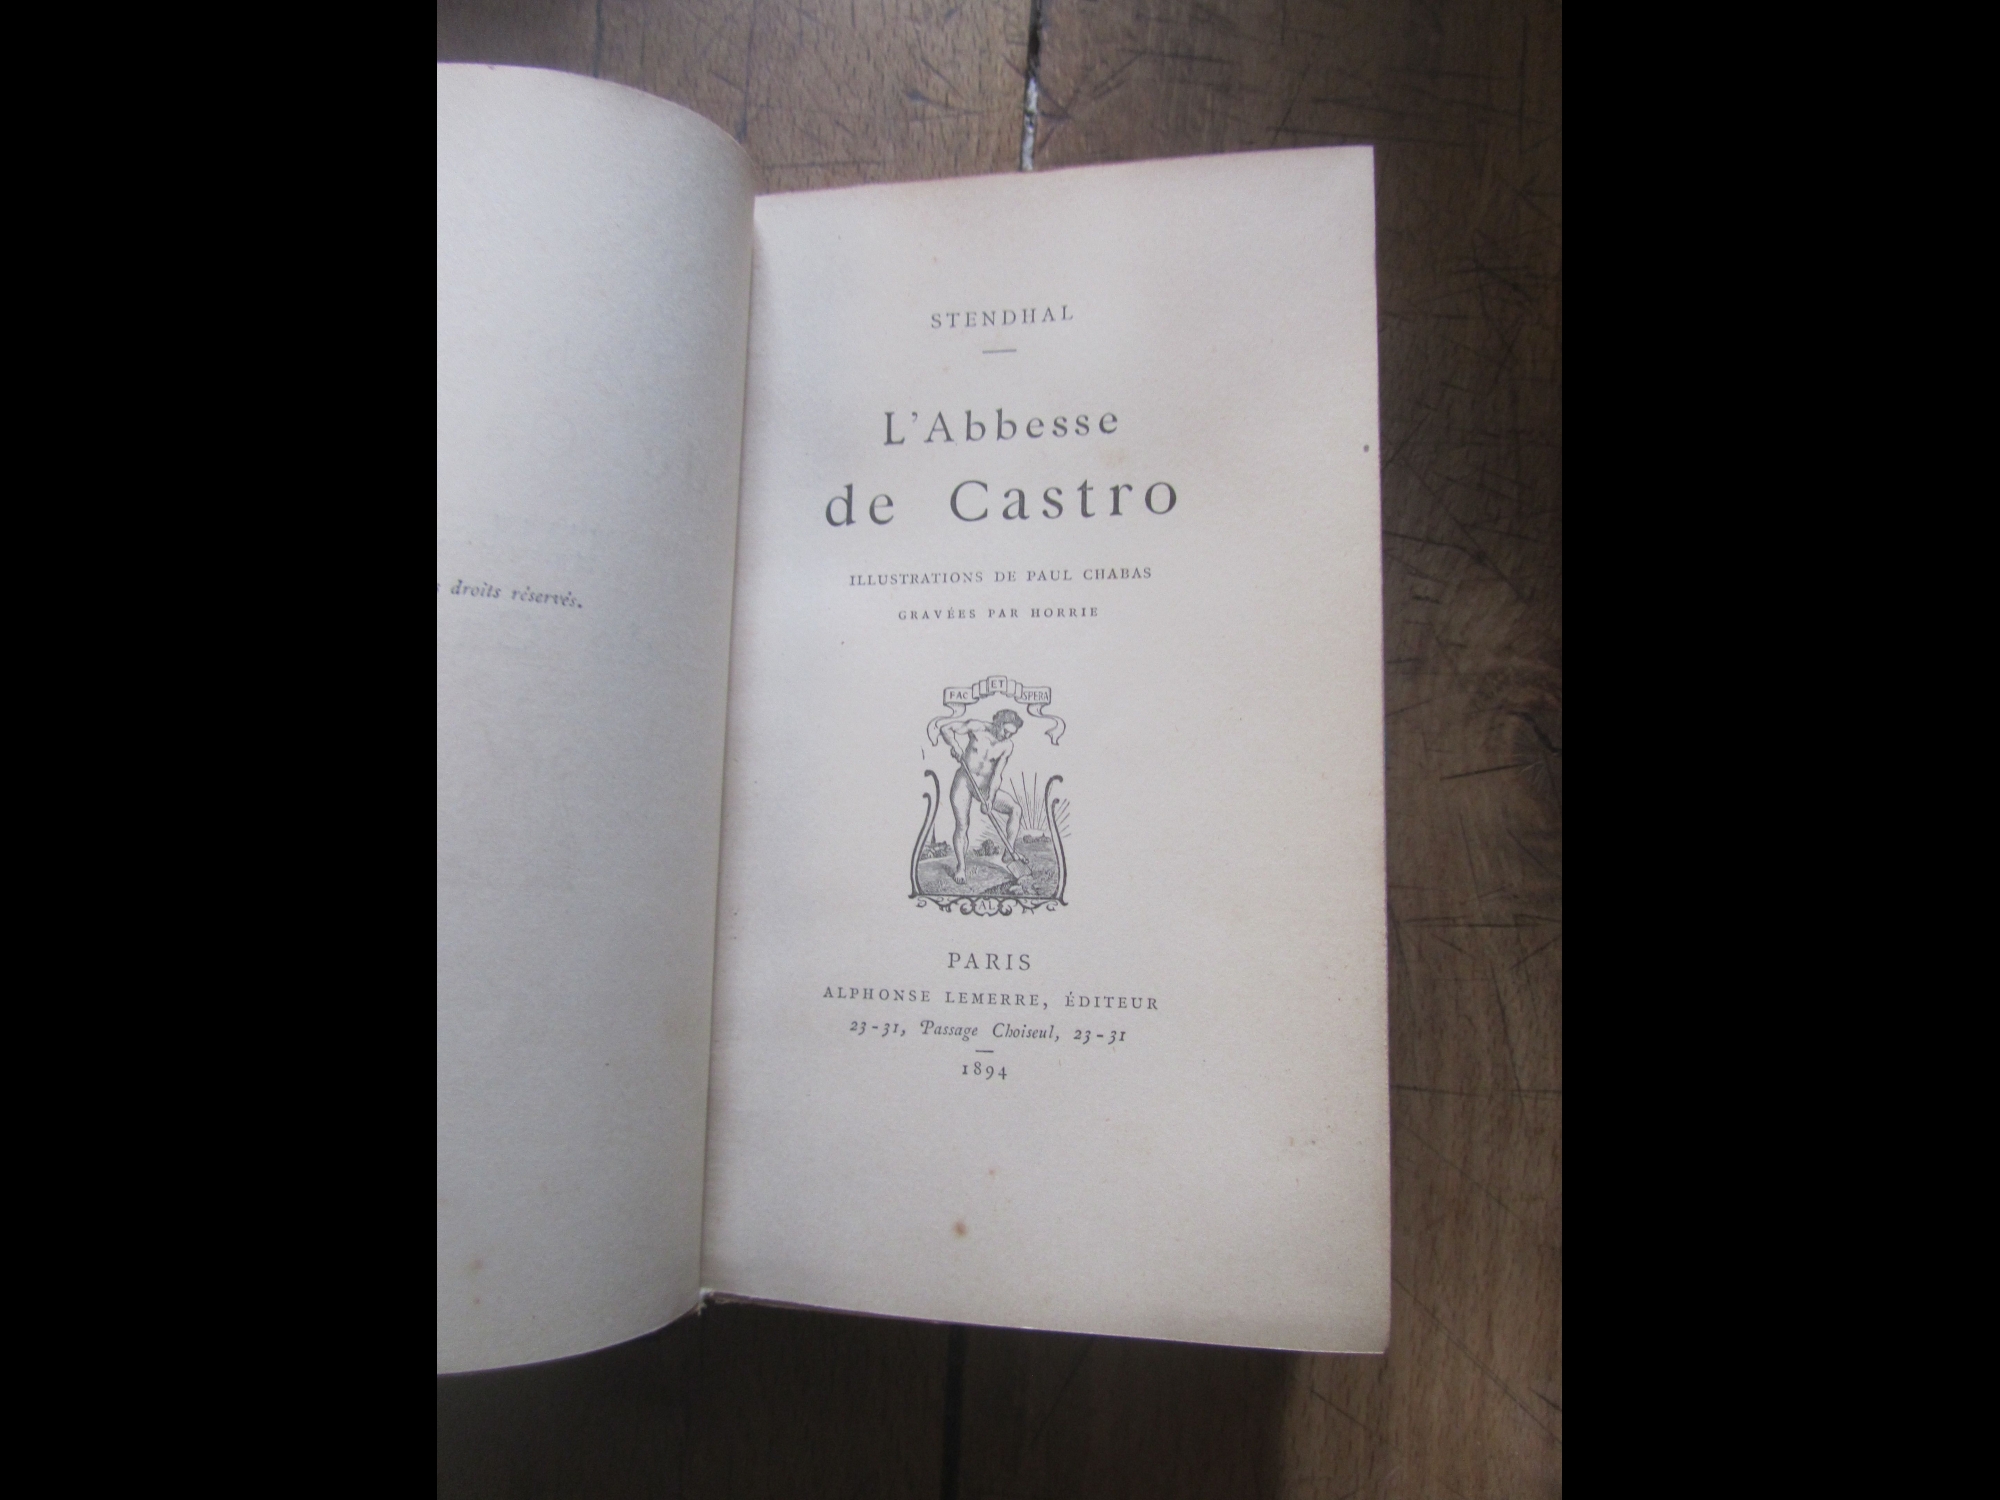 droits réservés.
STENDHAL
L'Abbesse
de Castro
ILLUSTRATIONS DE PAUL CHABAS
GRAVÉES PAR HORRIE
FAC ET SPERA
AL
PARIS
ALPHONSE LEMERRE, ÉDITEUR
23-31, Passage Choiseul, 23-31
1894